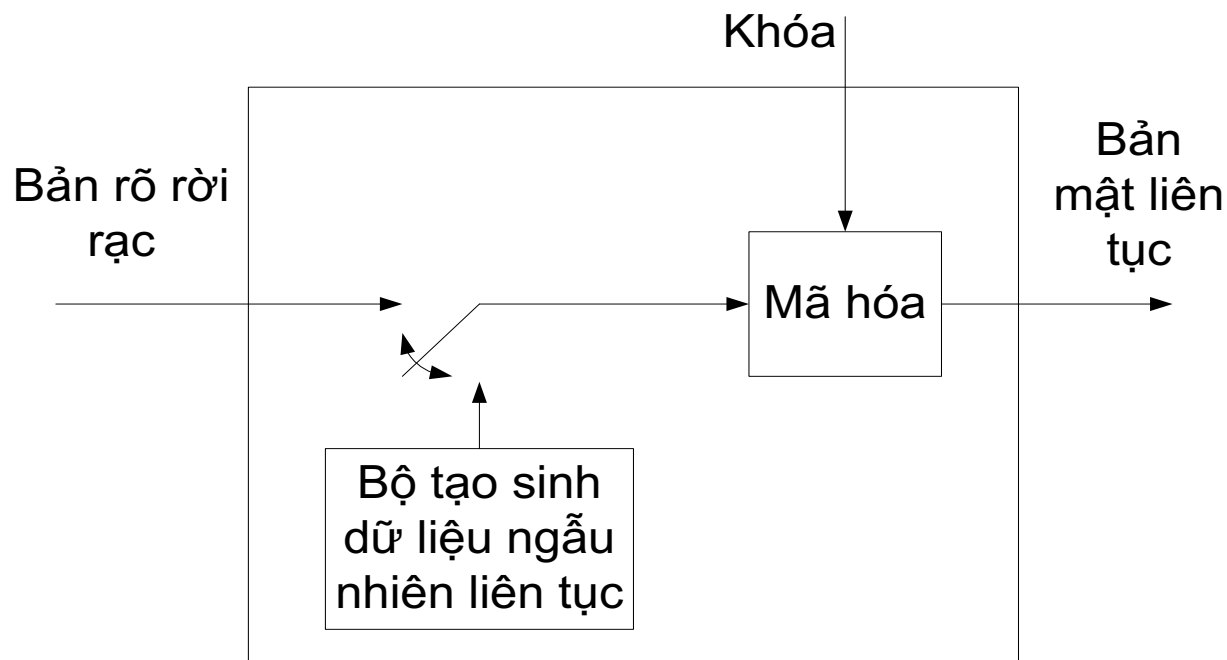 Khóa
Bản rõ rời
rạc
Bản
mật liên
tục
Mã hóa
Bộ tạo sinh
dữ liệu ngẫu
nhiên liên tục